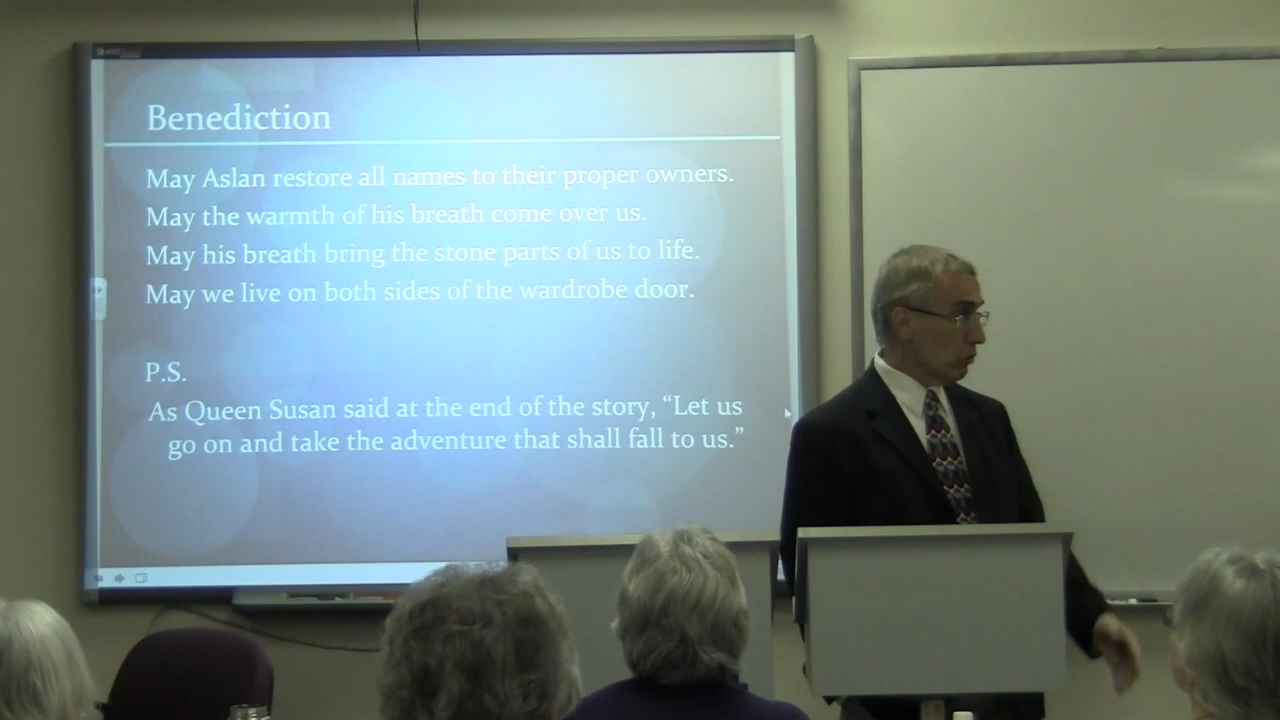 Benediction
May Aslan restore all names to their proper owners.
May the warmth of his breath come over us.
May his breath bring the stone parts of us to life.
May we live on both sides of the wardrobe door.
P.S.
As Queen Susan said at the end of the story, “Let us
go on and take the adventure that shall fall to us.”